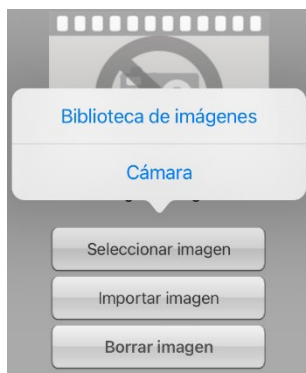 Biblioteca de imágenes
Cámara
Seleccionar imagen
Importar imagen
Borrar imagen